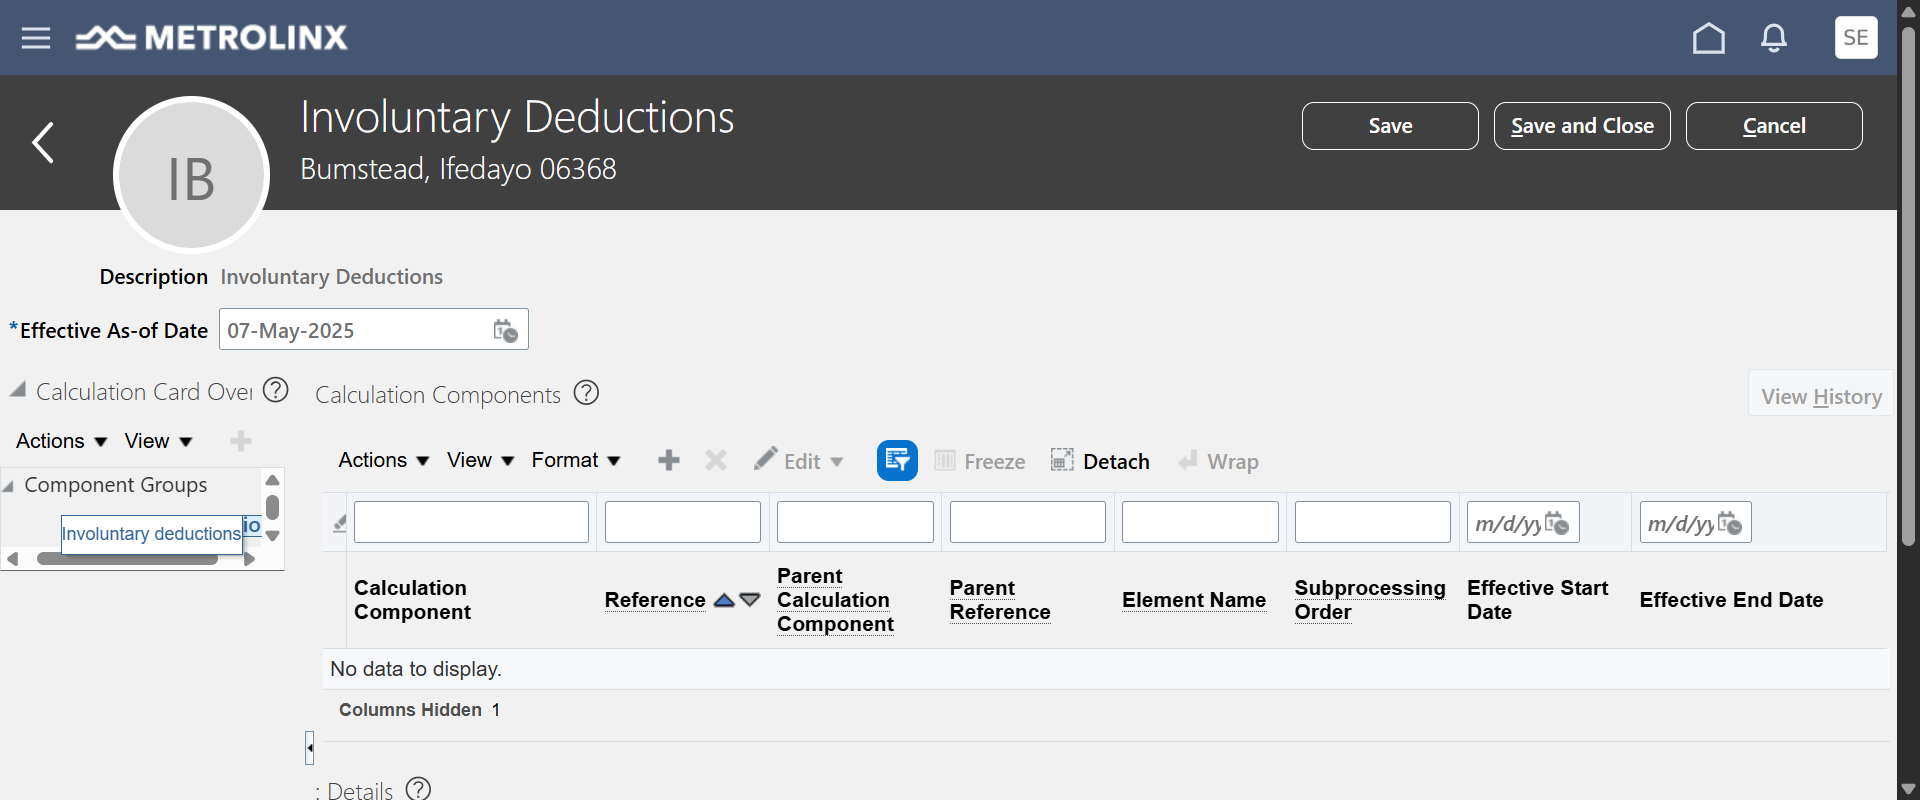 METROLINX
SE
IB
Involuntary Deductions
Bumstead, Ifedayo 06368
Save
Save and Close
Cancel
Description Involuntary Deductions
*Effective As-of Date 07-May-2025
Calculation Card Over
Calculation Components
View History
Actions View
Component Groups
Involuntary deductions
io
Actions View Format Edit Freeze Detach Wrap
m/d/yy m/d/yy
Calculation Component
Reference
Parent Calculation Component
Parent Reference
Element Name
Subprocessing Order
Effective Start Date
Effective End Date
No data to display.
Columns Hidden 1
: Details